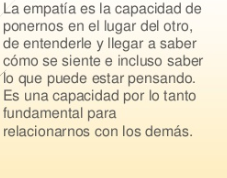 La empatía es la capacidad de
ponernos en el lugar del otro,
de entenderle y llegar a saber
cómo se siente e incluso saber
lo que puede estar pensando.
Es una capacidad por lo tanto
fundamental para
relacionarnos con los demás.